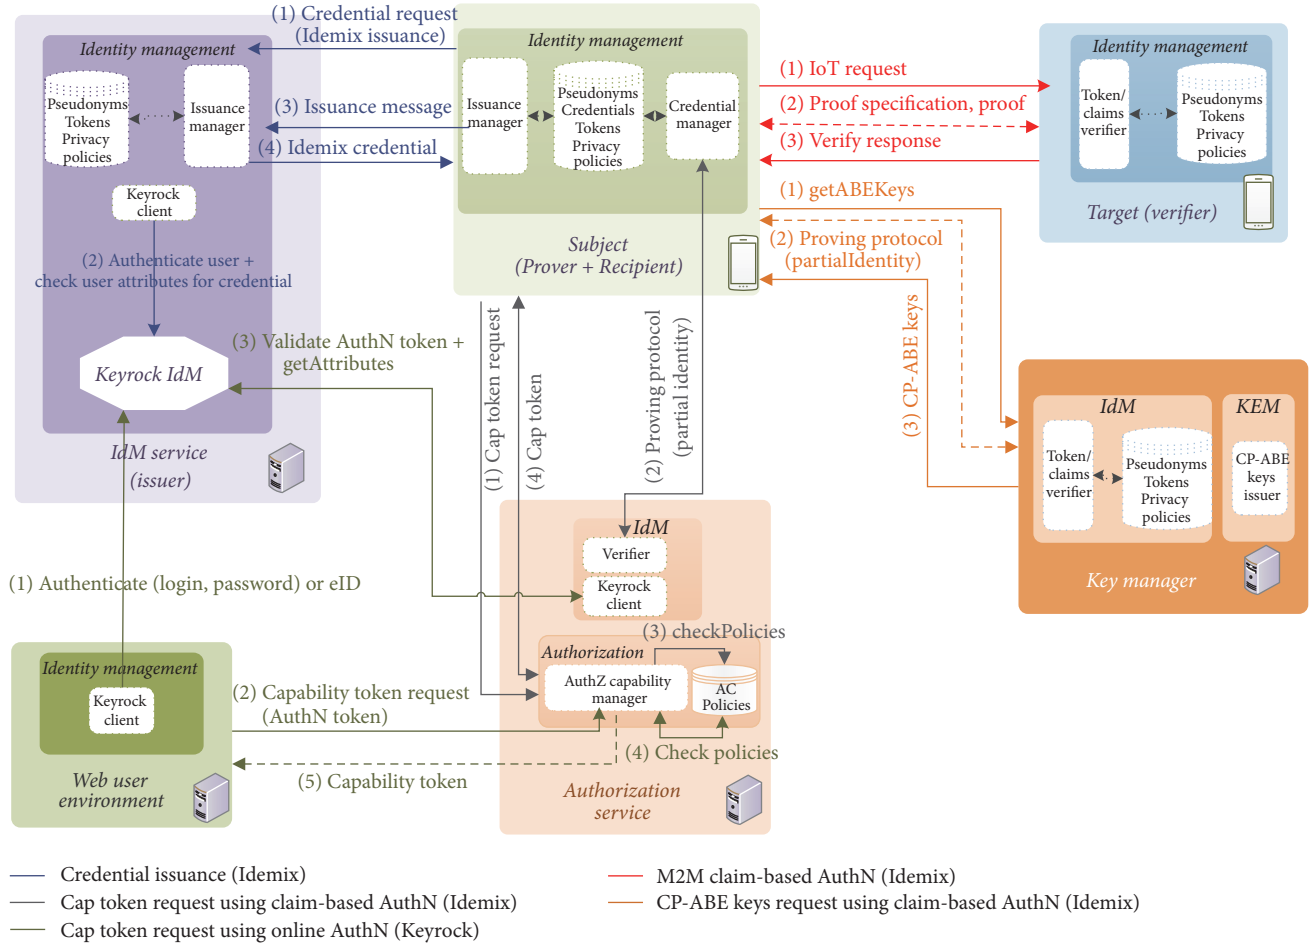 (1) Credential request
(Idemix issuance)
Identity management
Pseudonyms
Tokens
Privacy
policies
Issuance
manager
(3) Issuance message
(4) Idemix credential
Keyrock
client
(2) Authenticate user +
check user attributes for credential
Keyrock IdM
IdM service
(issuer)
Identity management
Issuance
manager
Pseudonyms
Credentials
Tokens
Privacy
policies
Credential
manager
Subject
(Prover + Recipient)
(1) IoT request
(2) Proof specification, proof
(3) Verify response
Identity management
Token/
claims
verifier
Pseudonyms
Tokens
Privacy
policies
Target (verifier)
(1) getABEKeys
(2) Proving protocol
(partialIdentity)
(3) CP-ABE keys
(3) Validate AuthN token +
getAttributes
(1) Cap token request
(4) Cap token
(2) Proving protocol
(partial identity)
IdM
Token/
claims
verifier
Pseudonyms
Tokens
Privacy
policies
KEM
CP-ABE
keys
issuer
Key manager
IdM
Verifier
Keyrock
client
(3) checkPolicies
Authorization
AuthZ capability
manager
AC
Policies
(4) Check policies
Authorization
service
(1) Authenticate (login, password) or eID
Identity management
Keyrock
client
Web user
environment
(2) Capability token request
(AuthN token)
(5) Capability token
Credential issuance (Idemix)
Cap token request using claim-based AuthN (Idemix)
Cap token request using online AuthN (Keyrock)
M2M claim-based AuthN (Idemix)
CP-ABE keys request using claim-based AuthN (Idemix)